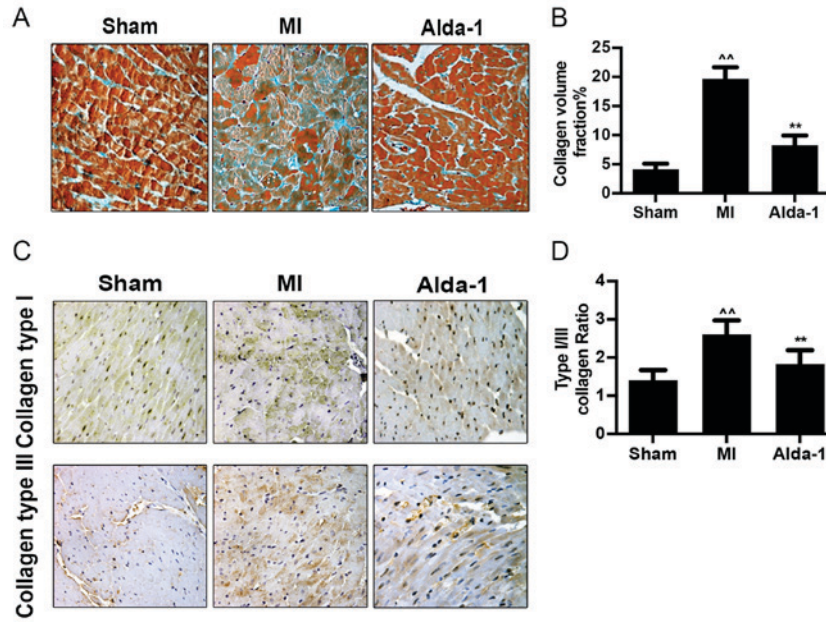 A
Sham
MI
Alda-1
B
Collagen volume
fraction%
25
20
15
10
5
0
^^
**
Sham
MI
Alda-1
C
Sham
MI
Alda-1
Collagen type I
Collagen type III
D
Type I/III
collagen Ratio
4
3
2
1
0
^^
**
Sham
MI
Alda-1